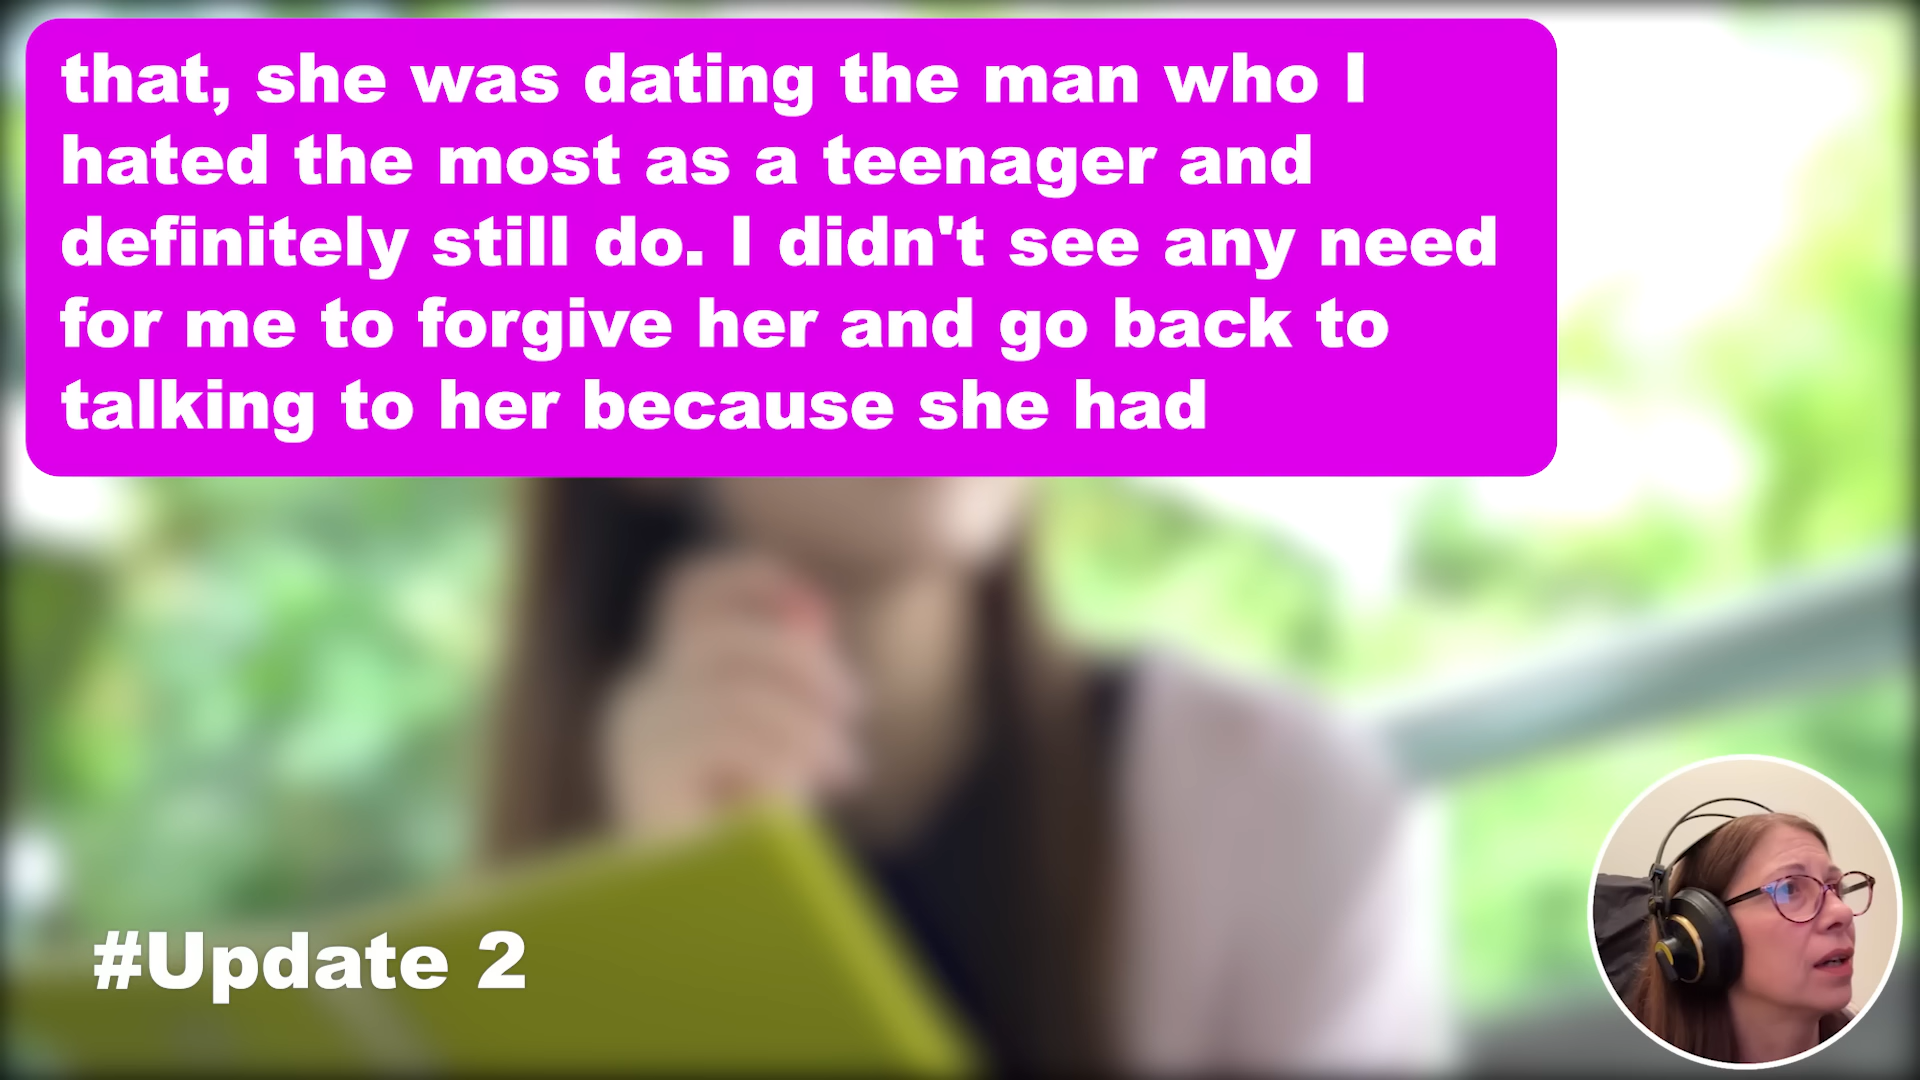 that, she was dating the man who I
hated the most as a teenager and
definitely still do. I didn't see any need
for me to forgive her and go back to
talking to her because she had
#Update 2